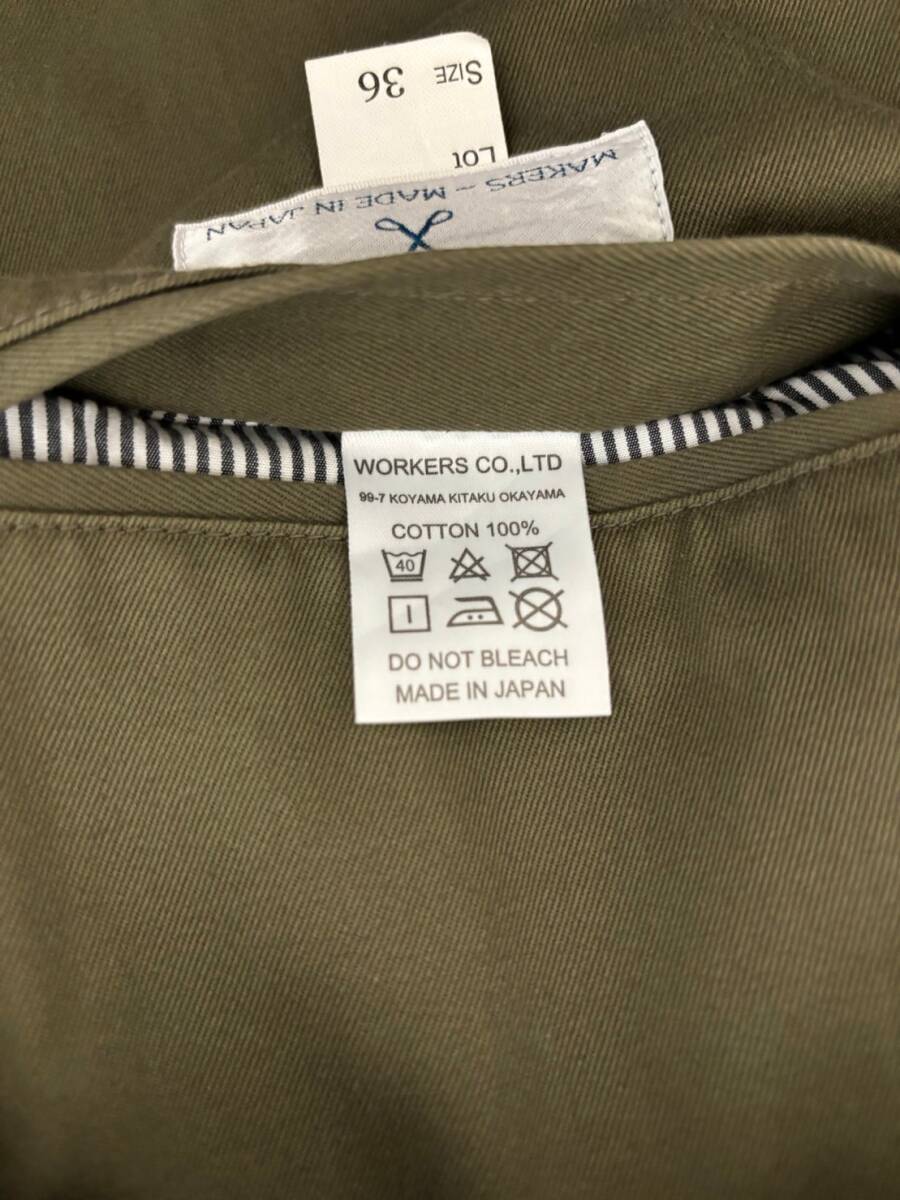 SIZE 36
Lot
MAKERS - MADE IN JAPAN
WORKERS CO.,LTD
99-7 KOYAMA KITAKU OKAYAMA
COTTON 100%
40
DO NOT BLEACH
MADE IN JAPAN